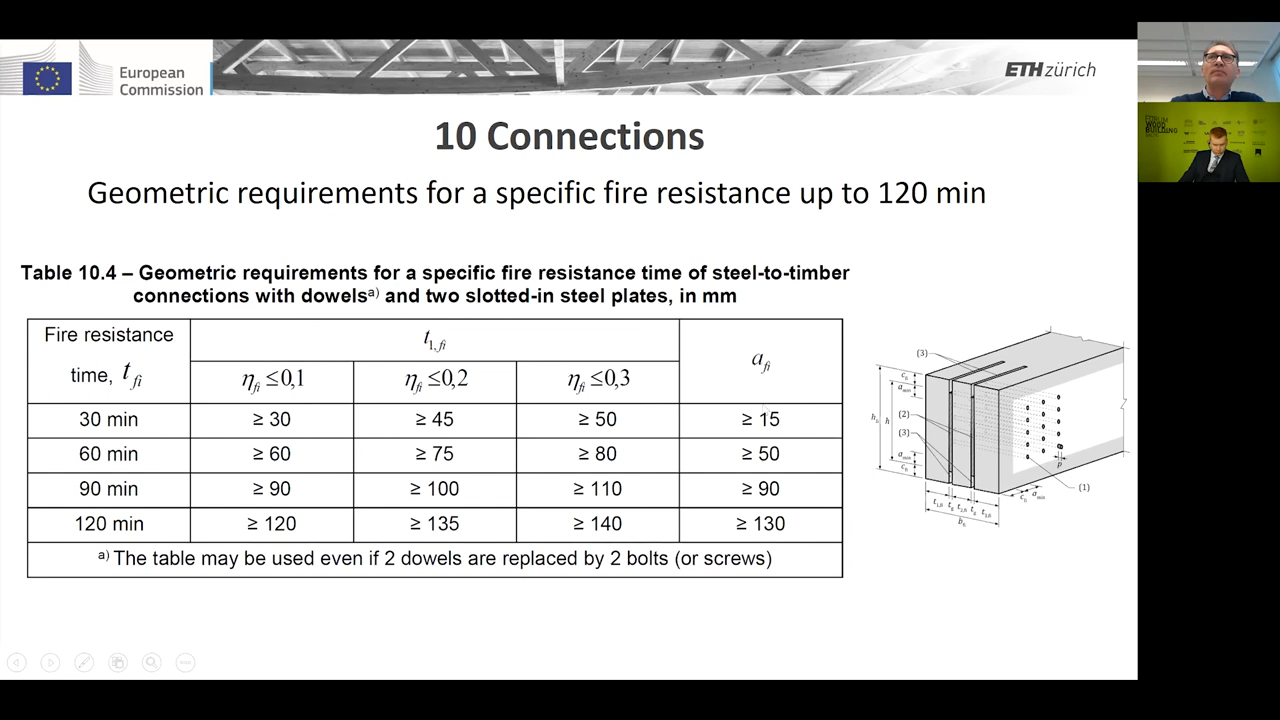 European
Commission
ETH zürich
FORUM
WOOD
BUILDING
10 Connections
Geometric requirements for a specific fire resistance up to 120 min
Table 10.4 – Geometric requirements for a specific fire resistance time of steel-to-timber
connections with dowelsᵃ⁾ and two slotted-in steel plates, in mm
Fire resistance
time, t fi
t1,fi
a fi
ηfi ≤0,1 ηfi ≤0,2 ηfi ≤0,3
30 min ≥ 30 ≥ 45 ≥ 50 ≥ 15
60 min ≥ 60 ≥ 75 ≥ 80 ≥ 50
90 min ≥ 90 ≥ 100 ≥ 110 ≥ 90
120 min ≥ 120 ≥ 135 ≥ 140 ≥ 130
ᵃ⁾ The table may be used even if 2 dowels are replaced by 2 bolts (or screws)
(3)
(2)
(3)
h
p
(1)